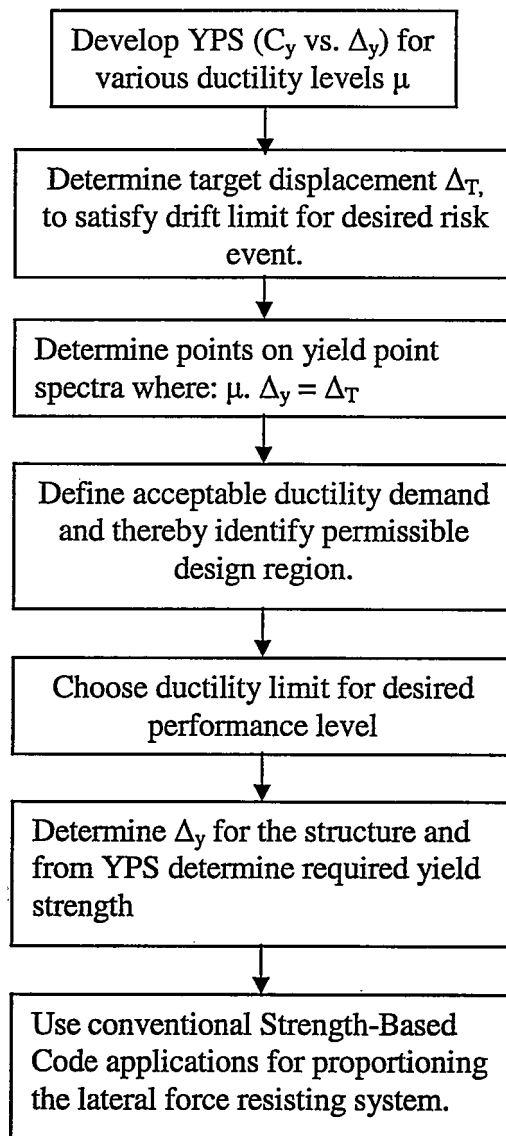 Develop YPS (Cy vs. Δy) for
various ductility levels μ
Determine target displacement ΔT,
to satisfy drift limit for desired risk
event.
Determine points on yield point
spectra where: μ. Δy = ΔT
Define acceptable ductility demand
and thereby identify permissible
design region.
Choose ductility limit for desired
performance level
Determine Δy for the structure and
from YPS determine required yield
strength
Use conventional Strength-Based
Code applications for proportioning
the lateral force resisting system.